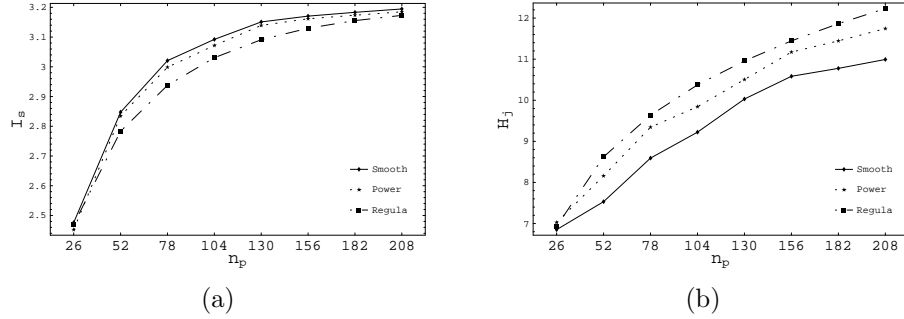 3.2
3.1
3
2.9
2.8
2.7
2.6
2.5
I_s
26 52 78 104 130 156 182 208
n_p
Smooth
Power
Regula
(a)
12
11
10
9
8
7
H_j
26 52 78 104 130 156 182 208
n_p
Smooth
Power
Regula
(b)